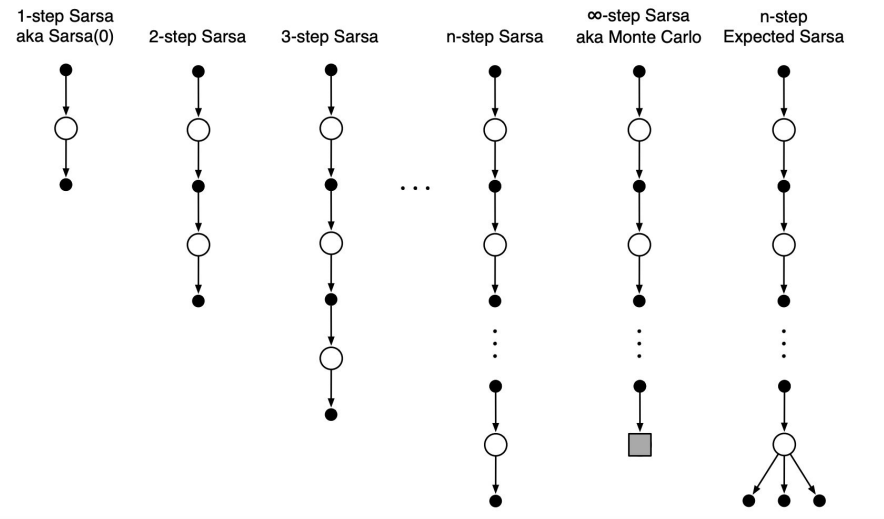 1-step Sarsa
aka Sarsa(0)
2-step Sarsa
3-step Sarsa
n-step Sarsa
∞-step Sarsa
aka Monte Carlo
n-step
Expected Sarsa